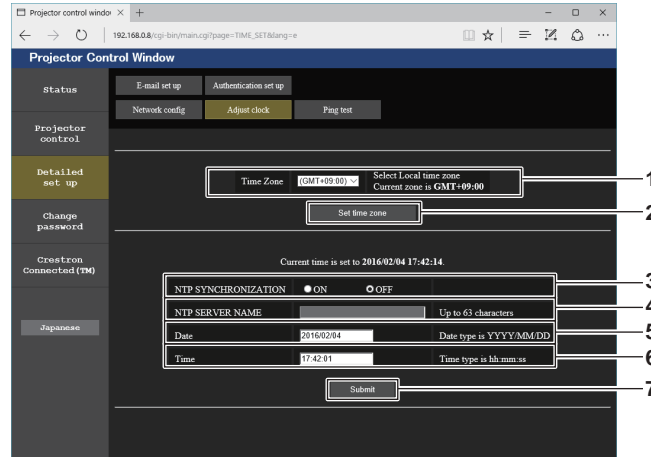 Projector control windo
192.168.0.8/cgi-bin/main.cgi?page=TIME_SET&lang=e
Projector Control Window
Status
E-mail set up
Authentication set up
Network config
Adjust clock
Ping test
Projector
control
Detailed
set up
Time Zone
(GMT+09:00)
Select Local time zone
Current zone is GMT+09:00
1
Set time zone
2
Change
password
Crestron
Connected(TM)
Current time is set to 2016/02/04 17:42:14.
NTP SYNCHRONIZATION
ON
OFF
3
NTP SERVER NAME
Up to 63 characters
4
Date
2016/02/04
Date type is YYYY/MM/DD
5
Japanese
Time
17:42:01
Time type is hh:mm:ss
6
Submit
7